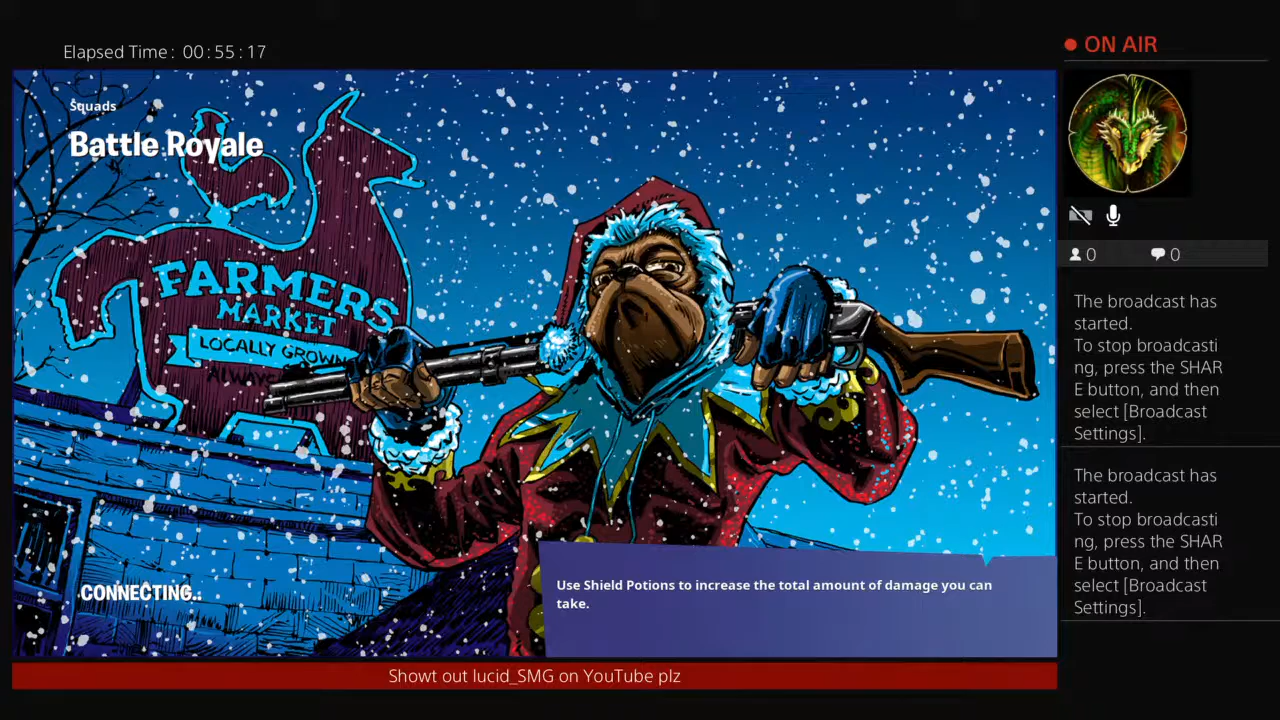 Elapsed Time: 00:55:17
ON AIR
Squads
Battle Royale
FARMERS
MARKET
LOCALLY GROWN
ALWAYS
CONNECTING..
Use Shield Potions to increase the total amount of damage you can
take.
Showt out lucid_SMG on YouTube plz
0
0
The broadcast has
started.
To stop broadcasti
ng, press the SHAR
E button, and then
select [Broadcast
Settings].
The broadcast has
started.
To stop broadcasti
ng, press the SHAR
E button, and then
select [Broadcast
Settings].